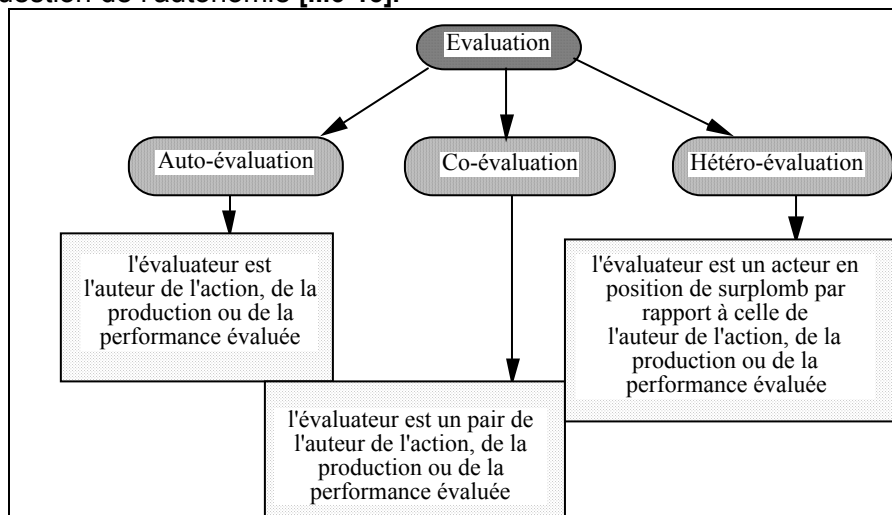 question de l'autonomie
Evaluation
Auto-évaluation
Co-évaluation
Hétéro-évaluation
l'évaluateur est
l'auteur de l'action, de la
production ou de la
performance évaluée
l'évaluateur est un acteur en
position de surplomb par
rapport à celle de
l'auteur de l'action, de la
production ou de la
performance évaluée
l'évaluateur est un pair de
l'auteur de l'action, de la
production ou de la
performance évaluée